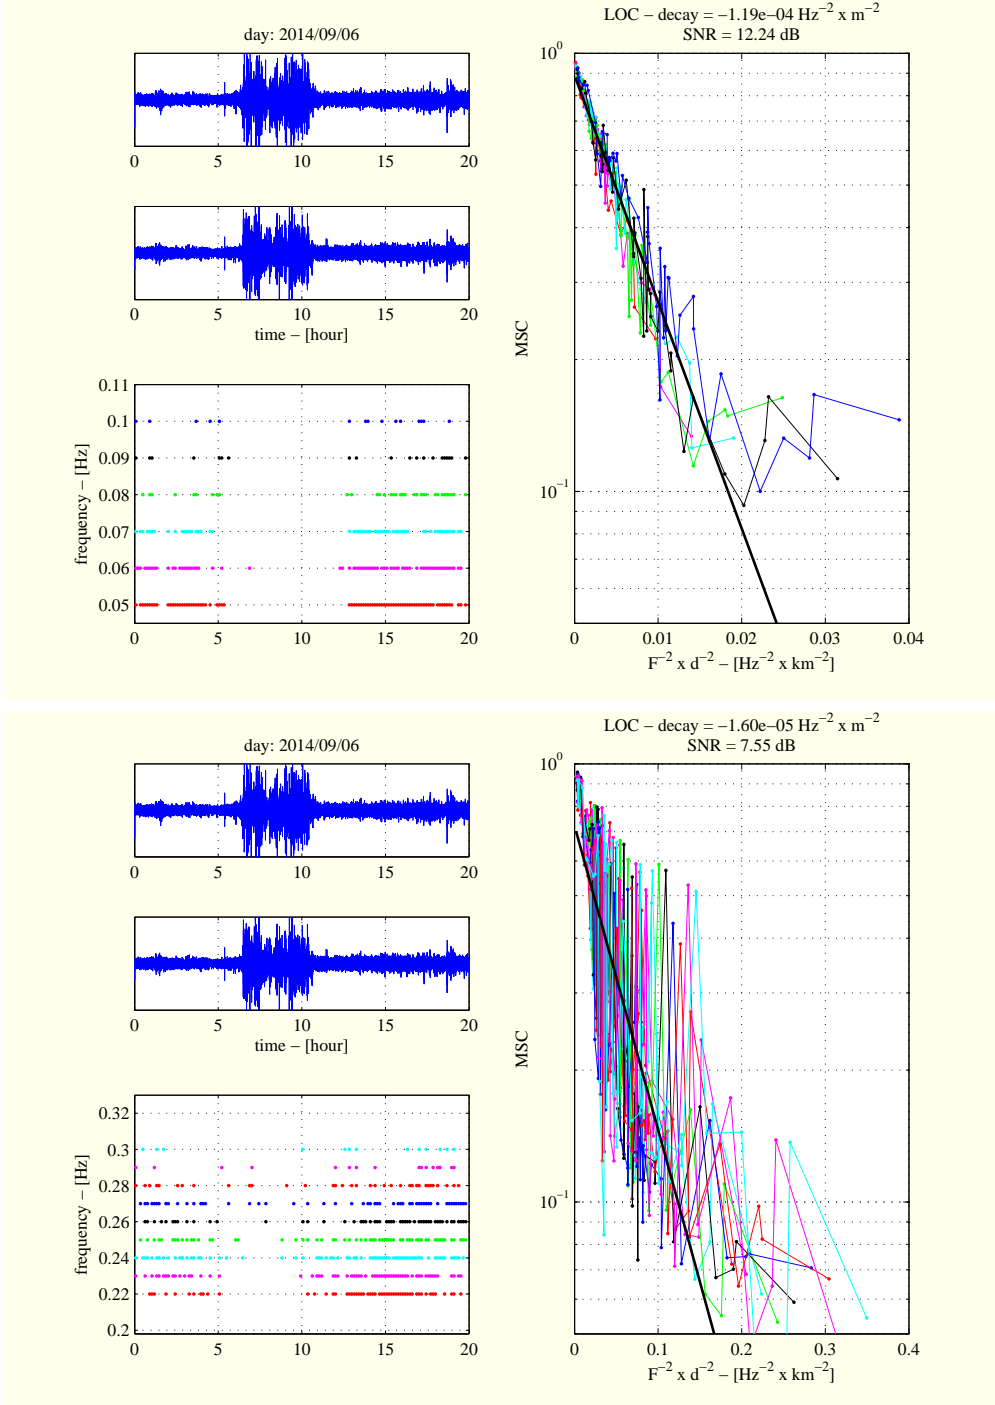 day: 2014/09/06
0 5 10 15 20
0 5 10 15 20
time − [hour]
0.11
0.1
0.09
0.08
0.07
0.06
0.05
frequency − [Hz]
0 5 10 15 20
LOC − decay = −1.19e−04 Hz⁻² x m⁻²
SNR = 12.24 dB
10⁰
10⁻¹
MSC
0 0.01 0.02 0.03 0.04
F⁻² x d⁻² − [Hz⁻² x km⁻²]
day: 2014/09/06
0 5 10 15 20
0 5 10 15 20
time − [hour]
0.32
0.3
0.28
0.26
0.24
0.22
0.2
frequency − [Hz]
0 5 10 15 20
LOC − decay = −1.60e−05 Hz⁻² x m⁻²
SNR = 7.55 dB
10⁰
10⁻¹
MSC
0 0.1 0.2 0.3 0.4
F⁻² x d⁻² − [Hz⁻² x km⁻²]